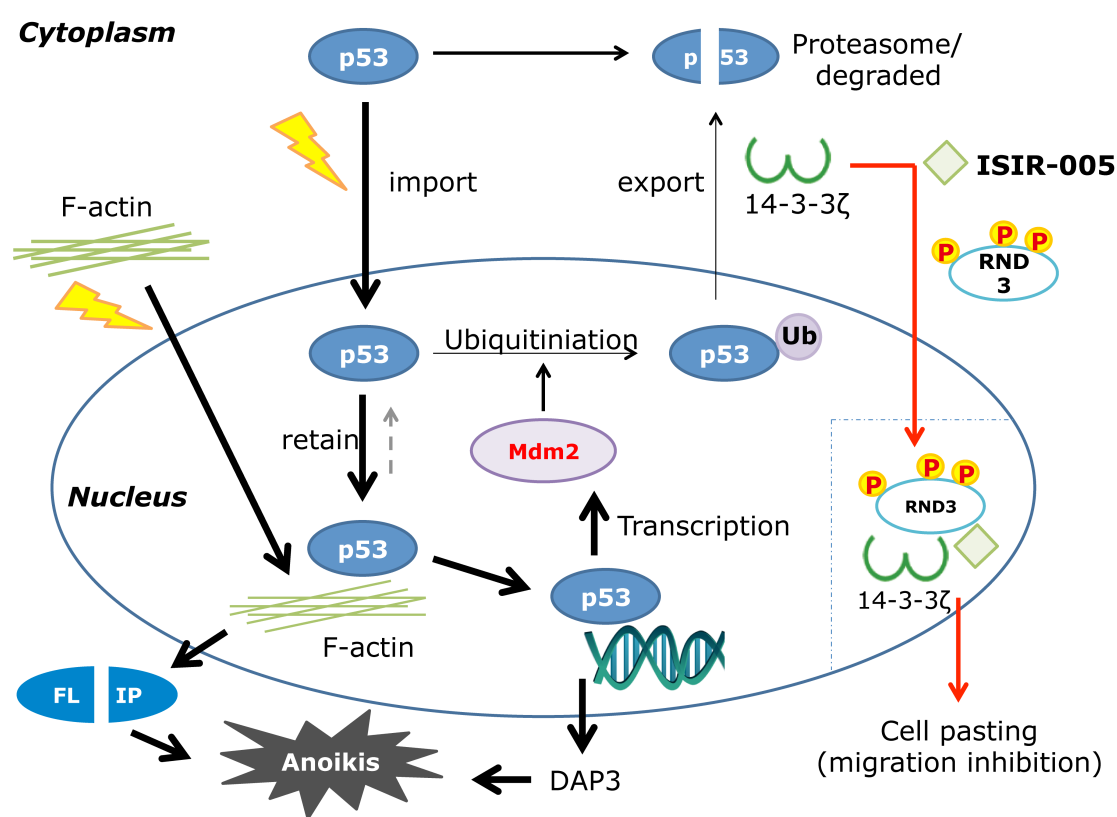 Cytoplasm
p53
p 53
Proteasome/
degraded
import
export
14-3-3ζ
ISIR-005
F-actin
P
P
P
RND
3
p53
Ubiquitiniation
p53
Ub
retain
Mdm2
Nucleus
Transcription
P
P
P
RND3
p53
p53
14-3-3ζ
F-actin
FL IP
Anoikis
DAP3
Cell pasting
(migration inhibition)